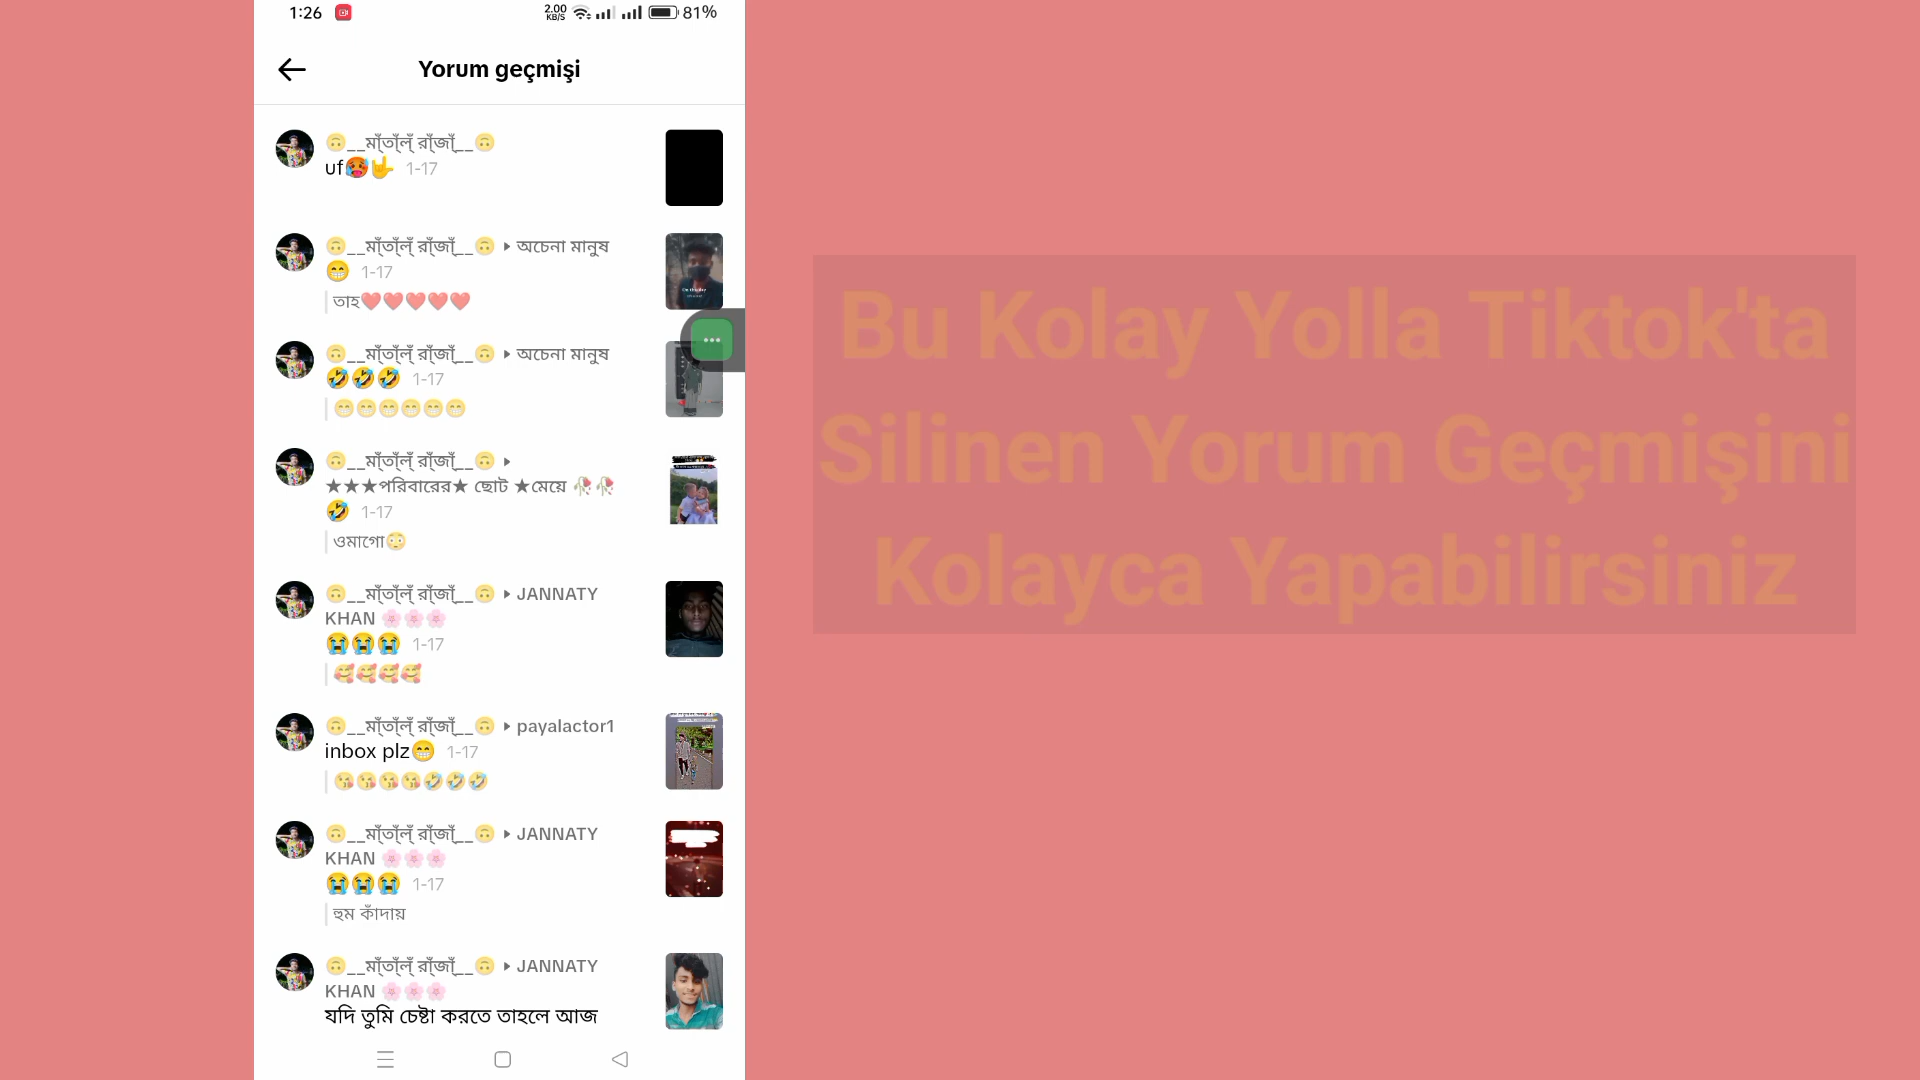 1:26 2.00 KB/S 81%
Yorum geçmişi
🙃__মাঁতাঁলঁ রাঁজাঁ__🙃
uf🥵🤟 1-17
🙃__মাঁতাঁলঁ রাঁজাঁ__🙃 ▸ অচেনা মানুষ
😁 1-17
তাহ❤️❤️❤️❤️❤️
🙃__মাঁতাঁলঁ রাঁজাঁ__🙃 ▸ অচেনা মানুষ
🤣🤣🤣 1-17
😁😁😁😁😁😁
🙃__মাঁতাঁলঁ রাঁজাঁ__🙃 ▸
★★★পরিবারের★ ছোট ★মেয়ে 🥀🥀
🤣 1-17
ওমাগো😳
🙃__মাঁতাঁলঁ রাঁজাঁ__🙃 ▸ JANNATY
KHAN 🌸🌸🌸
😭😭😭 1-17
🥰🥰🥰🥰
🙃__মাঁতাঁলঁ রাঁজাঁ__🙃 ▸ payalactor1
inbox plz😁 1-17
😘😘😘😘🤣🤣🤣
🙃__মাঁতাঁলঁ রাঁজাঁ__🙃 ▸ JANNATY
KHAN 🌸🌸🌸
😭😭😭 1-17
হুম কাঁদায়
🙃__মাঁতাঁলঁ রাঁজাঁ__🙃 ▸ JANNATY
KHAN 🌸🌸🌸
যদি তুমি চেষ্টা করতে তাহলে আজ
Bu Kolay Yolla Tiktok'ta
Silinen Yorum Geçmişini
Kolayca Yapabilirsiniz